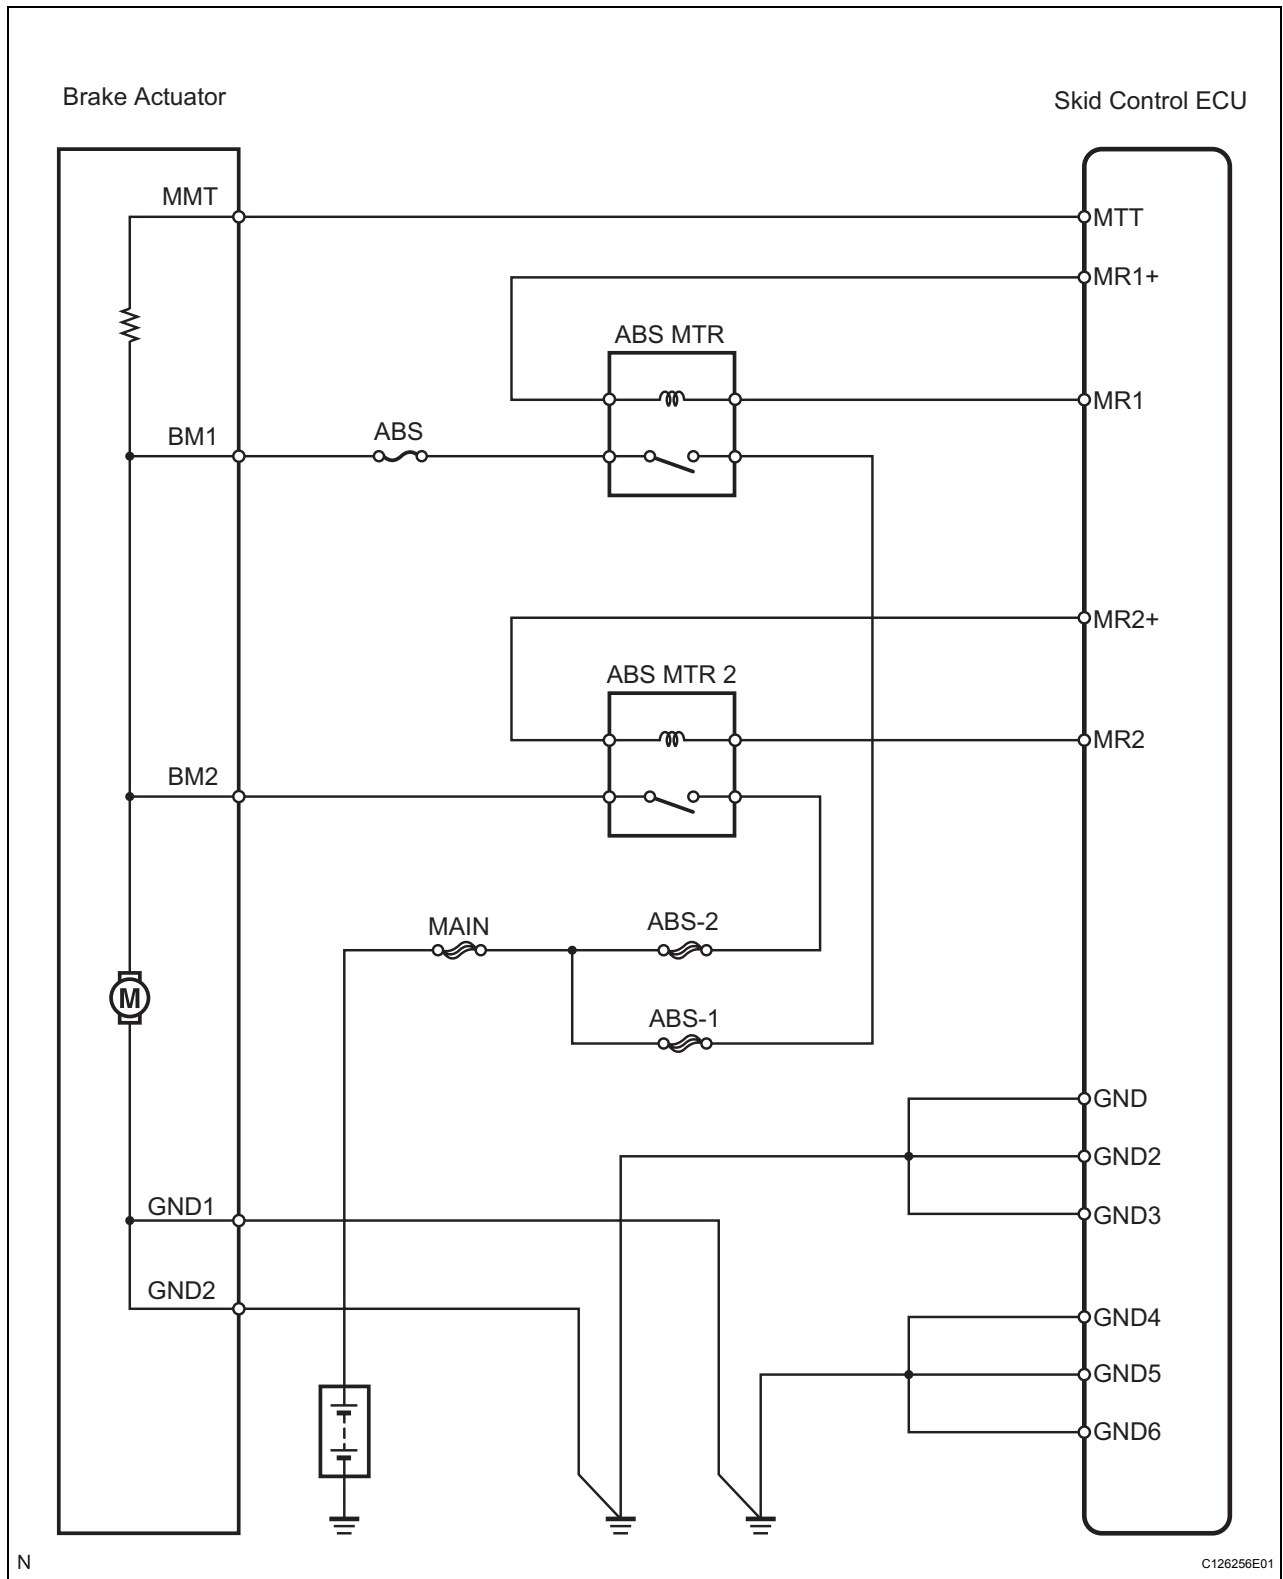 Brake Actuator
Skid Control ECU
MMT
MTT
MR1+
ABS MTR
MR1
BM1
ABS
MR2+
ABS MTR 2
MR2
BM2
MAIN
ABS-2
M
ABS-1
GND
GND2
GND1
GND3
GND2
GND4
GND5
GND6
N
C126256E01